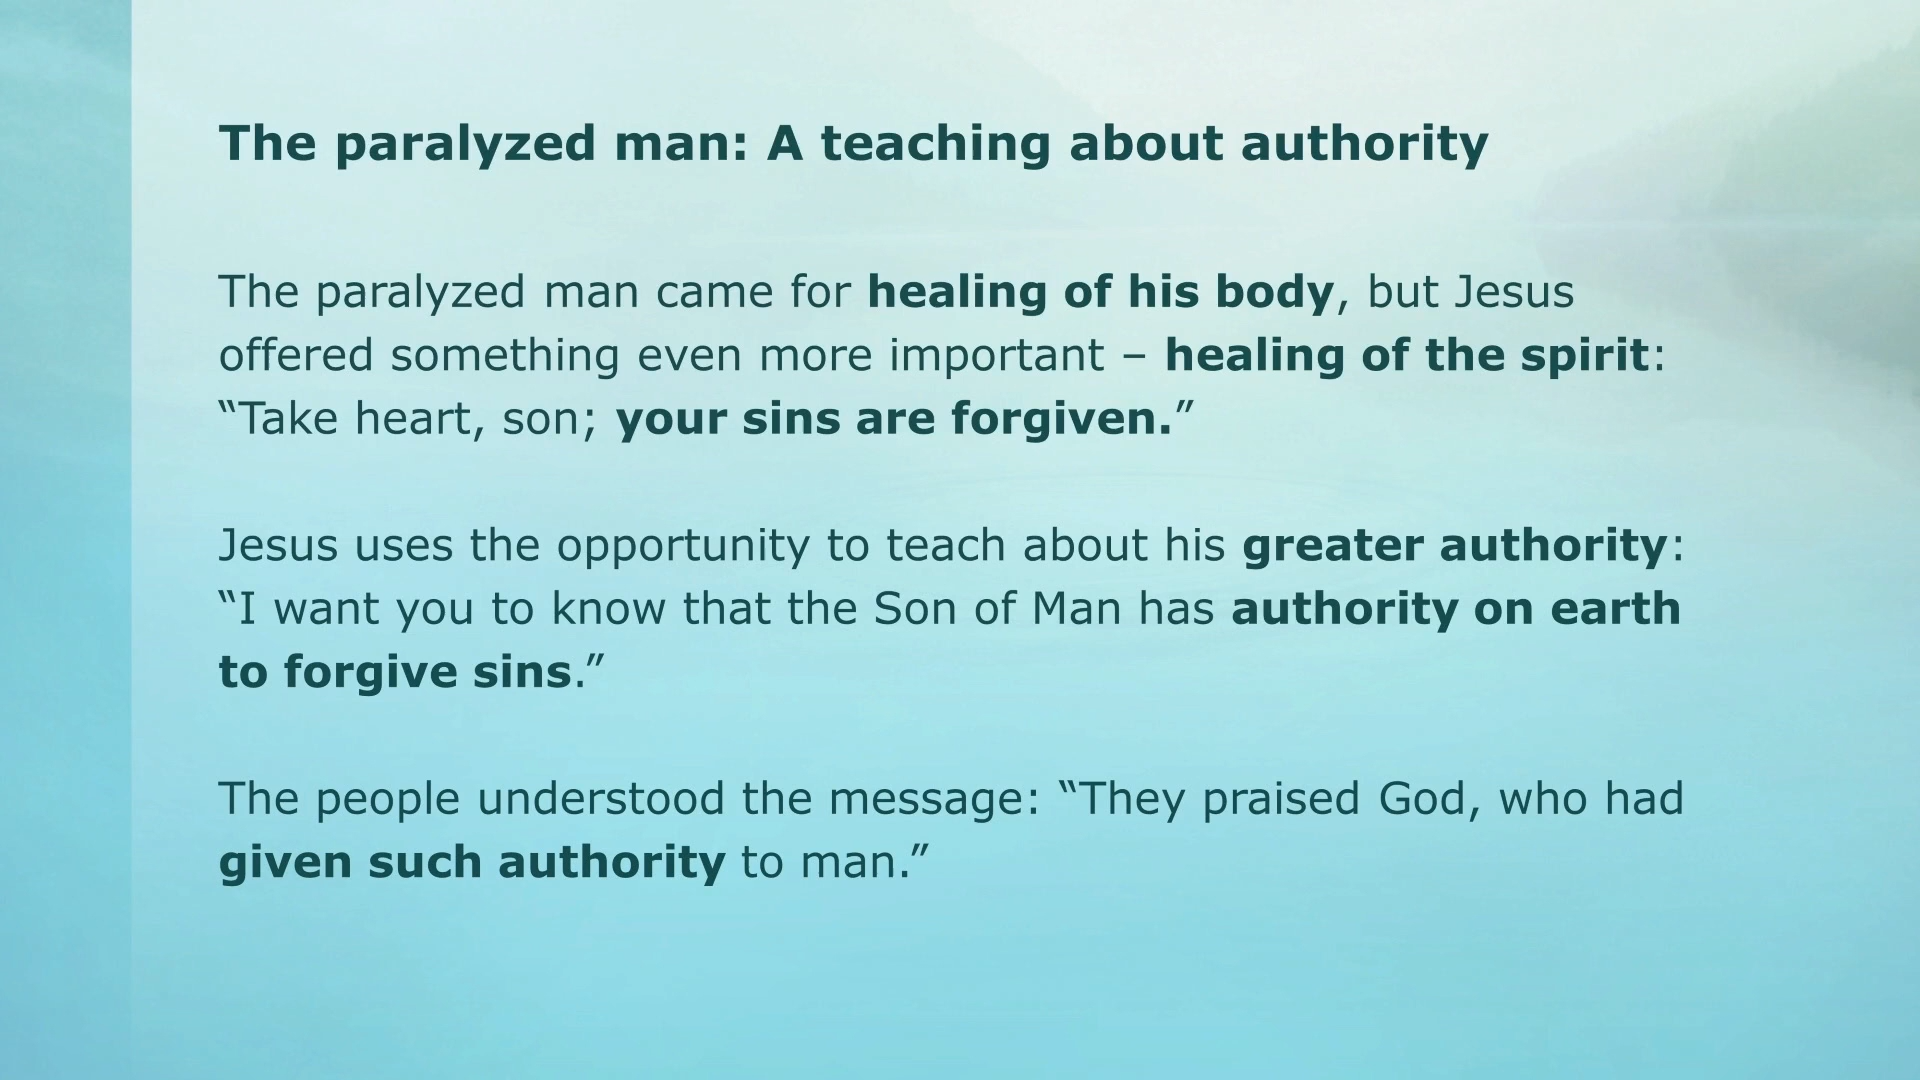 The paralyzed man: A teaching about authority
The paralyzed man came for healing of his body, but Jesus
offered something even more important – healing of the spirit:
“Take heart, son; your sins are forgiven.”
Jesus uses the opportunity to teach about his greater authority:
“I want you to know that the Son of Man has authority on earth
to forgive sins.”
The people understood the message: “They praised God, who had
given such authority to man.”